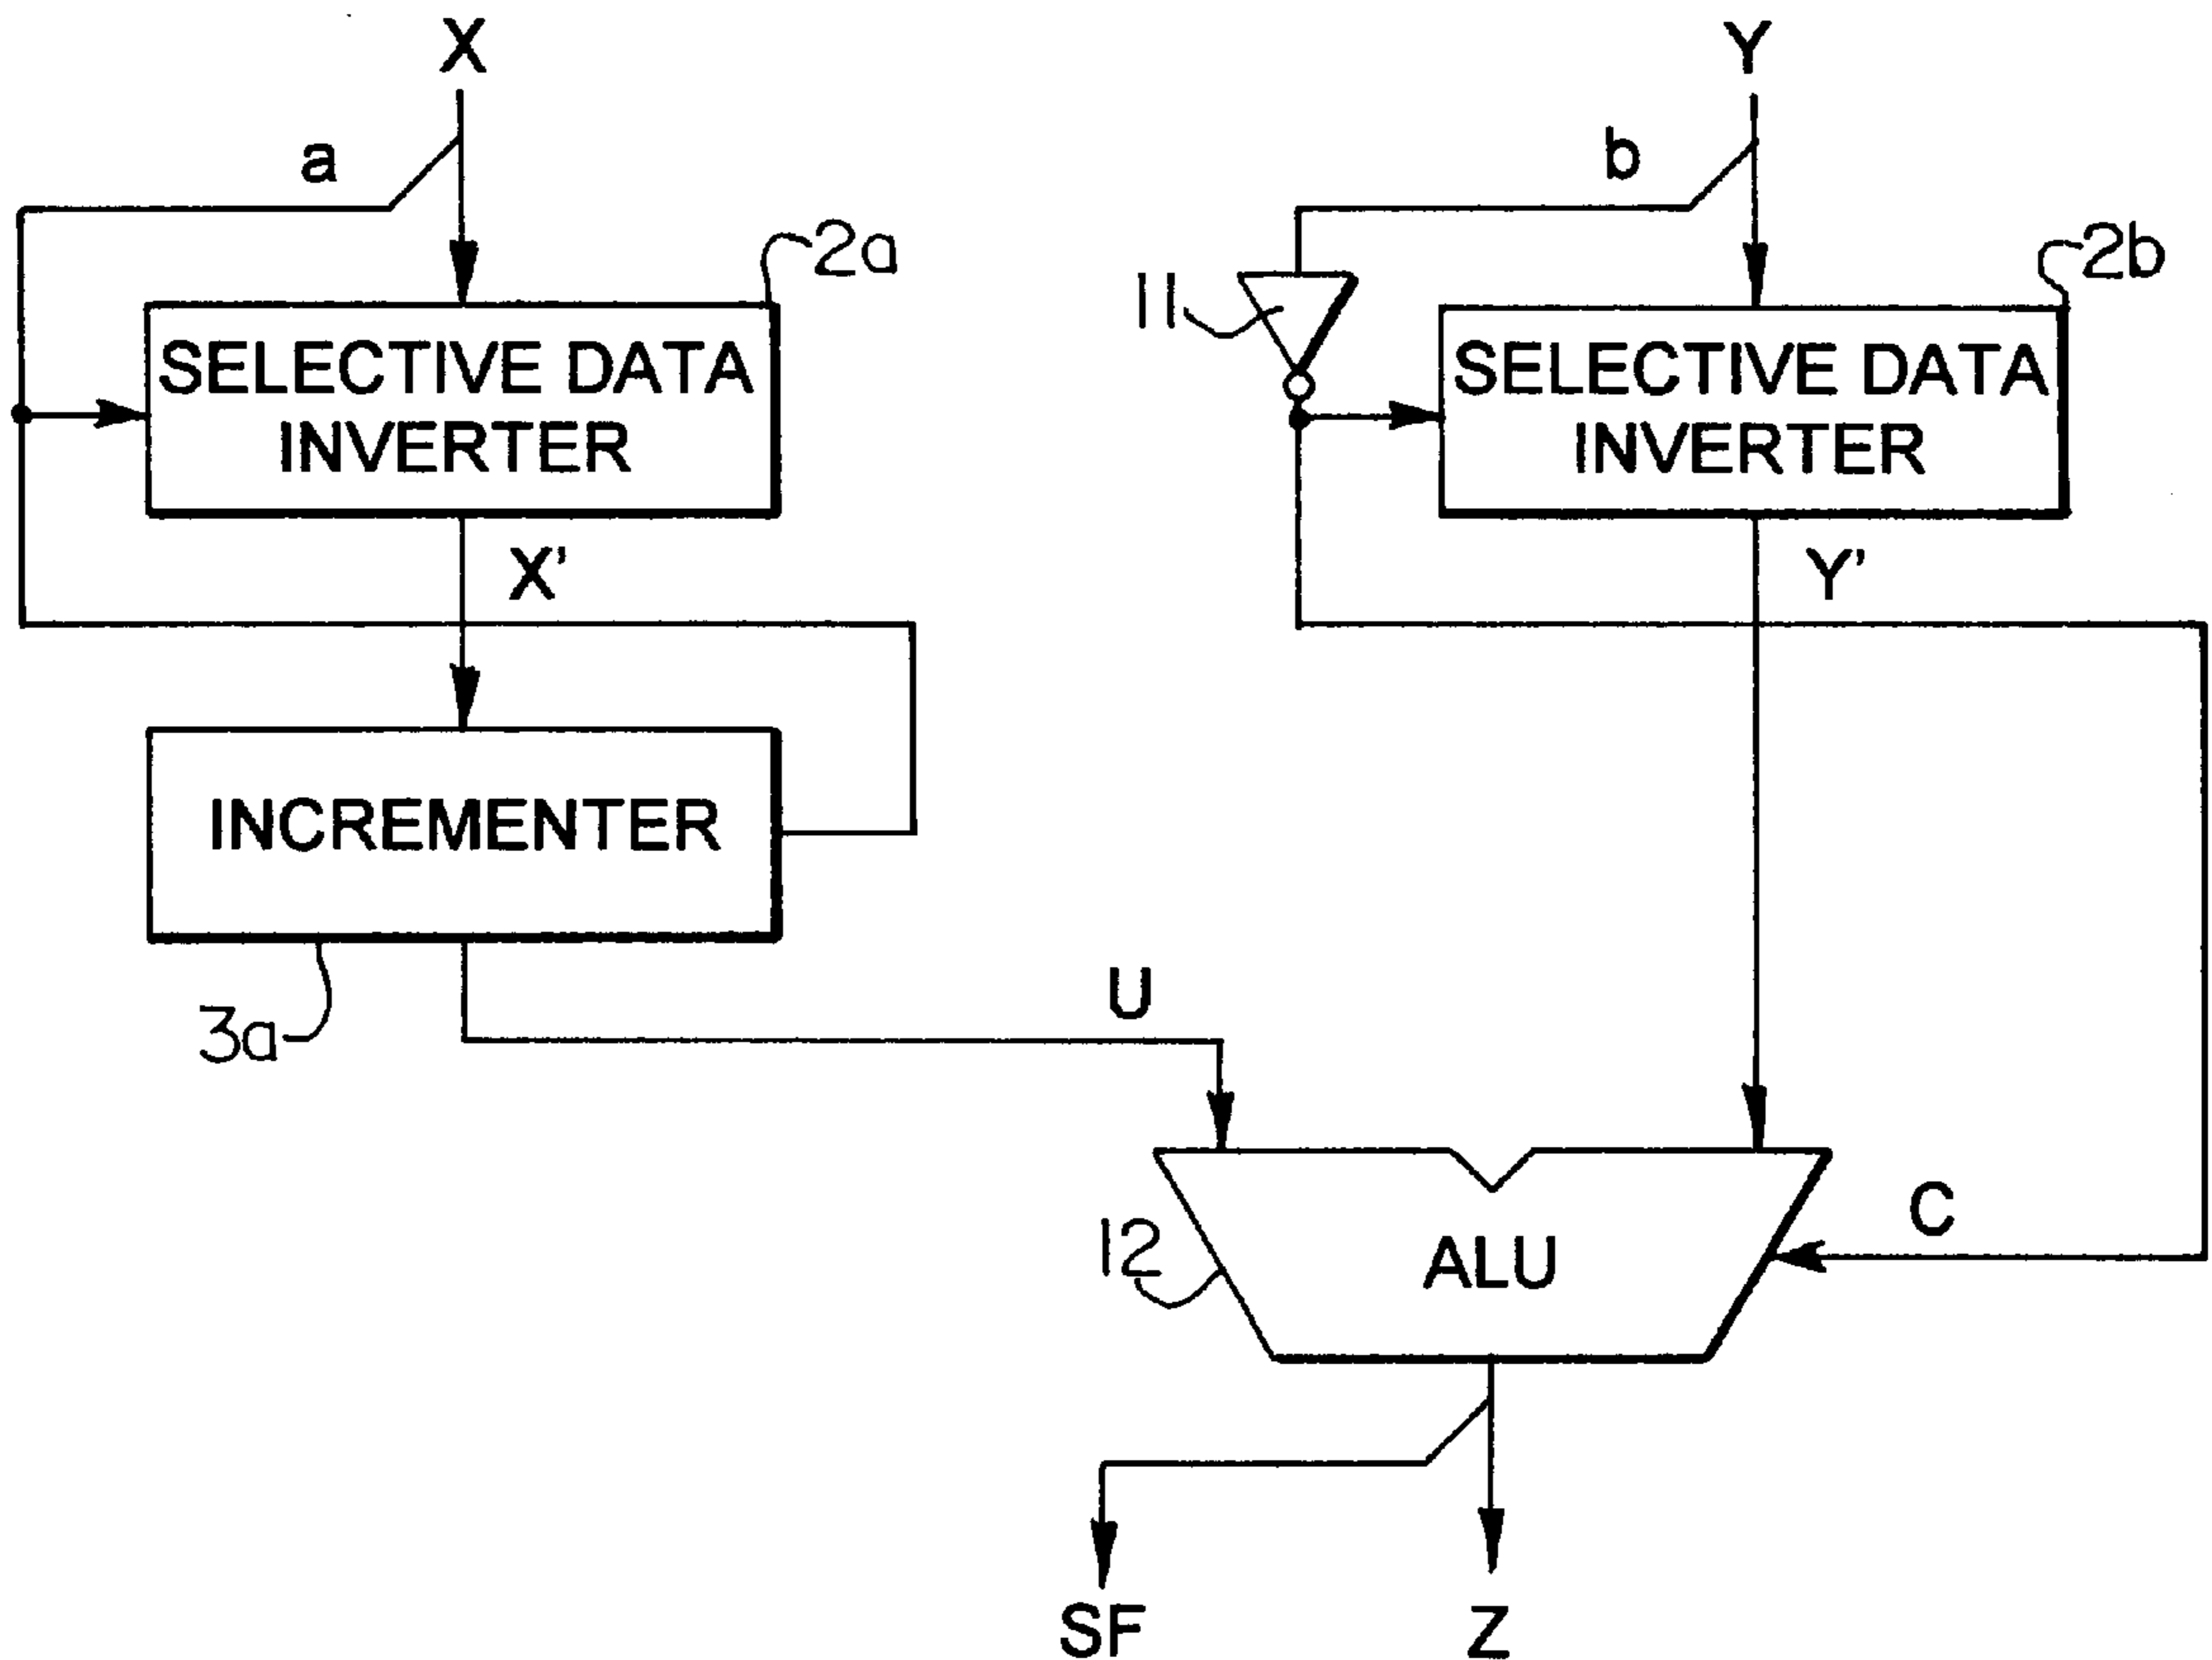 X
Y
a
b
2a
2b
11
SELECTIVE DATA
INVERTER
SELECTIVE DATA
INVERTER
X'
Y'
INCREMENTER
3a
U
C
12
ALU
SF
Z